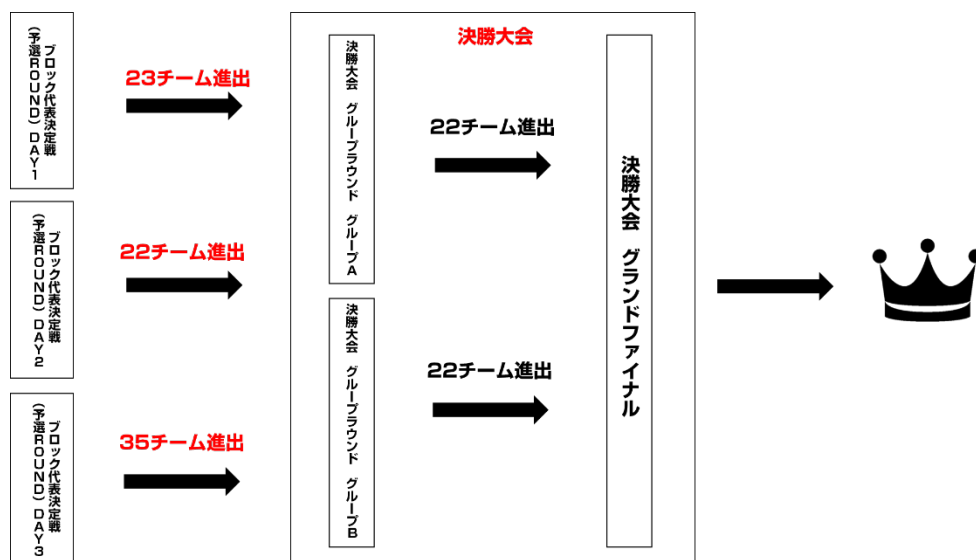 ブロック代表決定戦
(予選ROUND) DAY1
23チーム進出
ブロック代表決定戦
(予選ROUND) DAY2
22チーム進出
ブロック代表決定戦
(予選ROUND) DAY3
35チーム進出
決勝大会
決勝大会 グループラウンド グループA
22チーム進出
決勝大会 グループラウンド グループB
22チーム進出
決勝大会 グランドファイナル